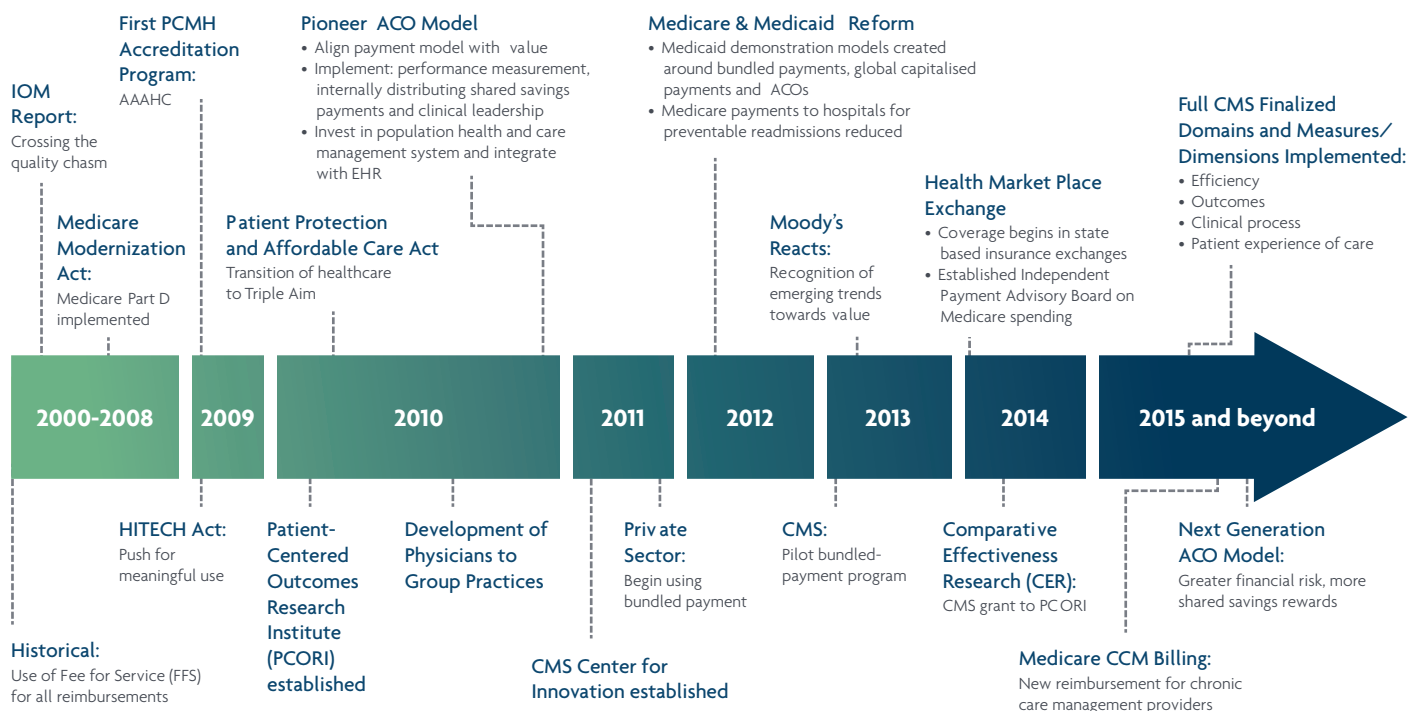 First PCMH
Accreditation
Program:
AAAHC
Pioneer ACO Model
• Align payment model with value
• Implement: performance measurement,
internally distributing shared savings
payments and clinical leadership
• Invest in population health and care
management system and integrate
with EHR
Medicare & Medicaid Reform
• Medicaid demonstration models created
around bundled payments, global capitalised
payments and ACOs
• Medicare payments to hospitals for
preventable readmissions reduced
IOM
Report:
Crossing the
quality chasm
Full CMS Finalized
Domains and Measures/
Dimensions Implemented:
• Efficiency
• Outcomes
• Clinical process
• Patient experience of care
Medicare
Modernization
Act:
Medicare Part D
implemented
Patient Protection
and Affordable Care Act
Transition of healthcare
to Triple Aim
Moody's
Reacts:
Recognition of
emerging trends
towards value
Health Market Place
Exchange
• Coverage begins in state
based insurance exchanges
• Established Independent
Payment Advisory Board on
Medicare spending
2000-2008
2009
2010
2011
2012
2013
2014
2015 and beyond
HITECH Act:
Push for
meaningful use
Patient-
Centered
Outcomes
Research
Institute
(PCORI)
established
Development of
Physicians to
Group Practices
Private
Sector:
Begin using
bundled payment
CMS:
Pilot bundled-
payment program
Comparative
Effectiveness
Research (CER):
CMS grant to PCORI
Next Generation
ACO Model:
Greater financial risk, more
shared savings rewards
Historical:
Use of Fee for Service (FFS)
for all reimbursements
CMS Center for
Innovation established
Medicare CCM Billing:
New reimbursement for chronic
care management providers